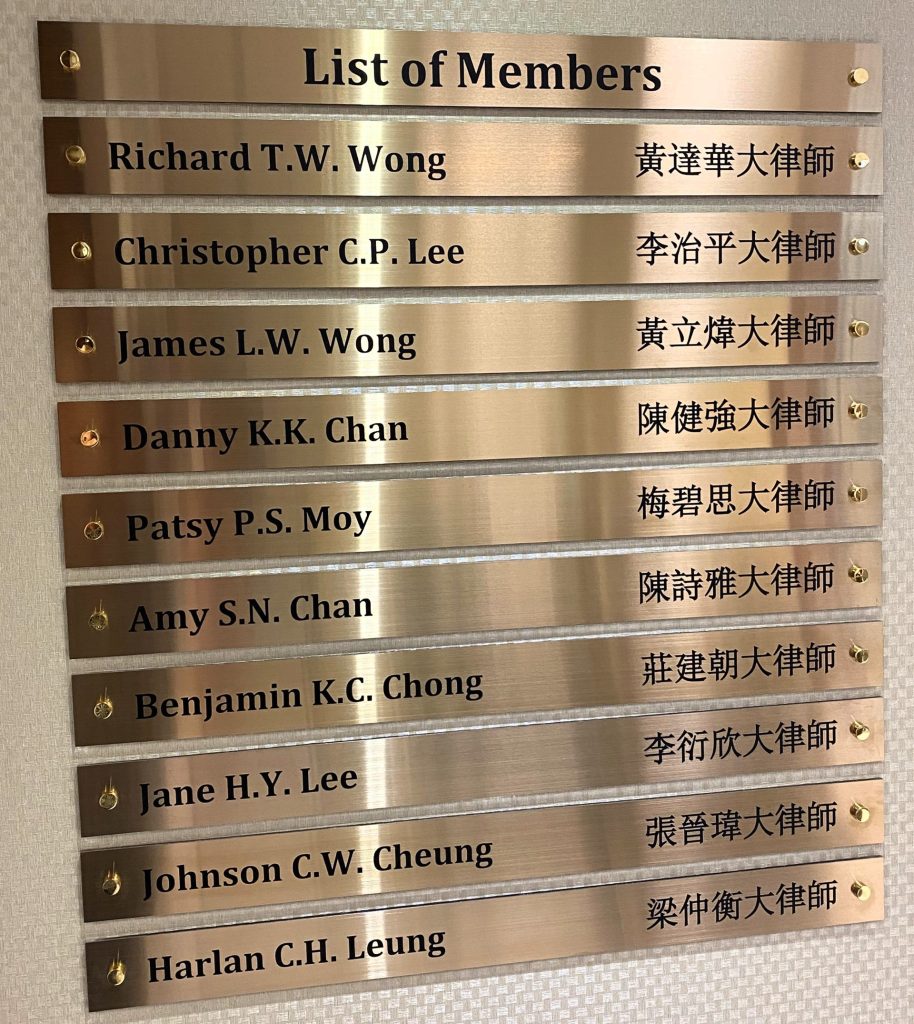 List of Members
Richard T.W. Wong 黃達華大律師
Christopher C.P. Lee 李治平大律師
James L.W. Wong 黃立煒大律師
Danny K.K. Chan 陳健強大律師
Patsy P.S. Moy 梅碧思大律師
Amy S.N. Chan 陳詩雅大律師
Benjamin K.C. Chong 莊建朝大律師
Jane H.Y. Lee 李衍欣大律師
Johnson C.W. Cheung 張晉瑋大律師
Harlan C.H. Leung 梁仲衡大律師